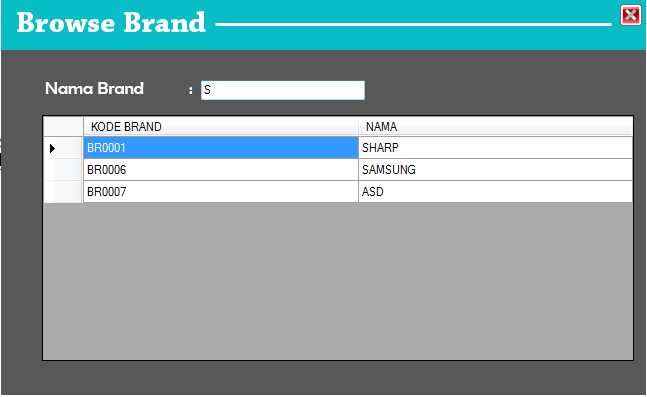 Browse Brand
Nama Brand : S
KODE BRAND NAMA
BR0001 SHARP
BR0006 SAMSUNG
BR0007 ASD